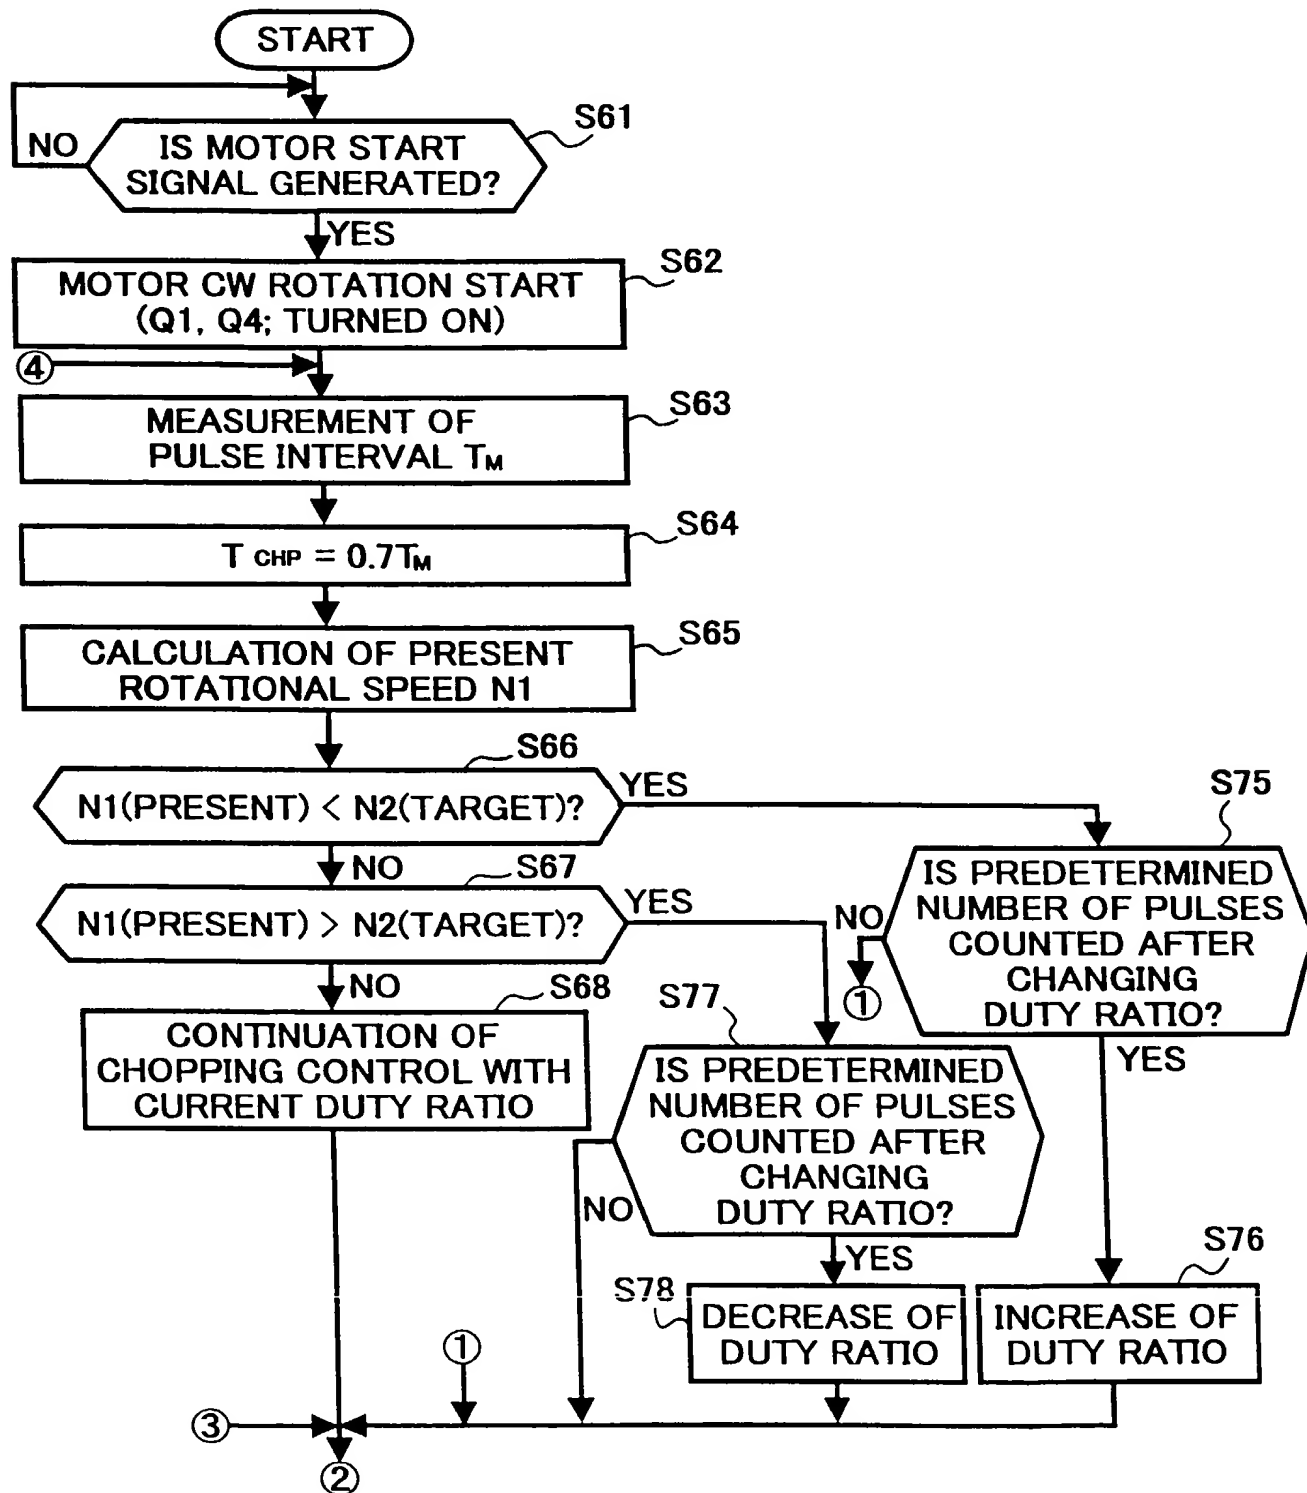 START
S61
NO
IS MOTOR START
SIGNAL GENERATED?
YES
S62
MOTOR CW ROTATION START
(Q1, Q4; TURNED ON)
④
S63
MEASUREMENT OF
PULSE INTERVAL TM
S64
T CHP = 0.7TM
S65
CALCULATION OF PRESENT
ROTATIONAL SPEED N1
S66
N1(PRESENT) < N2(TARGET)?
YES
NO
S67
N1(PRESENT) > N2(TARGET)?
YES
NO
S68
CONTINUATION OF
CHOPPING CONTROL WITH
CURRENT DUTY RATIO
S75
IS PREDETERMINED
NUMBER OF PULSES
COUNTED AFTER
CHANGING
DUTY RATIO?
NO
①
YES
S77
IS PREDETERMINED
NUMBER OF PULSES
COUNTED AFTER
CHANGING
DUTY RATIO?
NO
YES
S78
DECREASE OF
DUTY RATIO
S76
INCREASE OF
DUTY RATIO
①
③
②